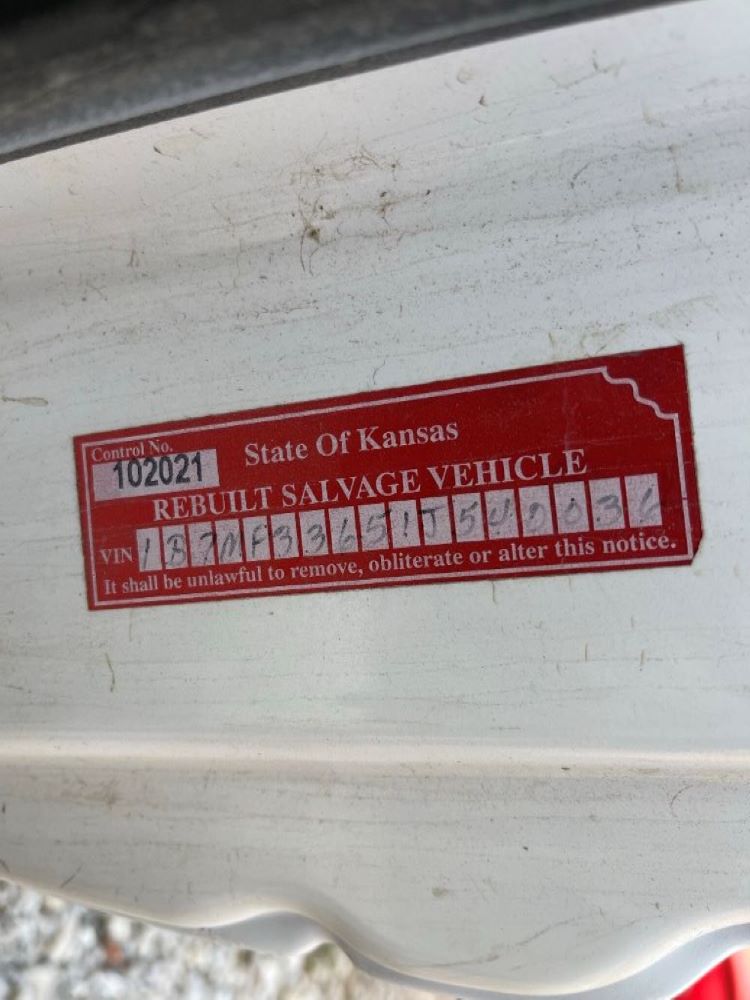 Control No.
102021
State Of Kansas
REBUILT SALVAGE VEHICLE
VIN 1B7MF33651J540036
It shall be unlawful to remove, obliterate or alter this notice.